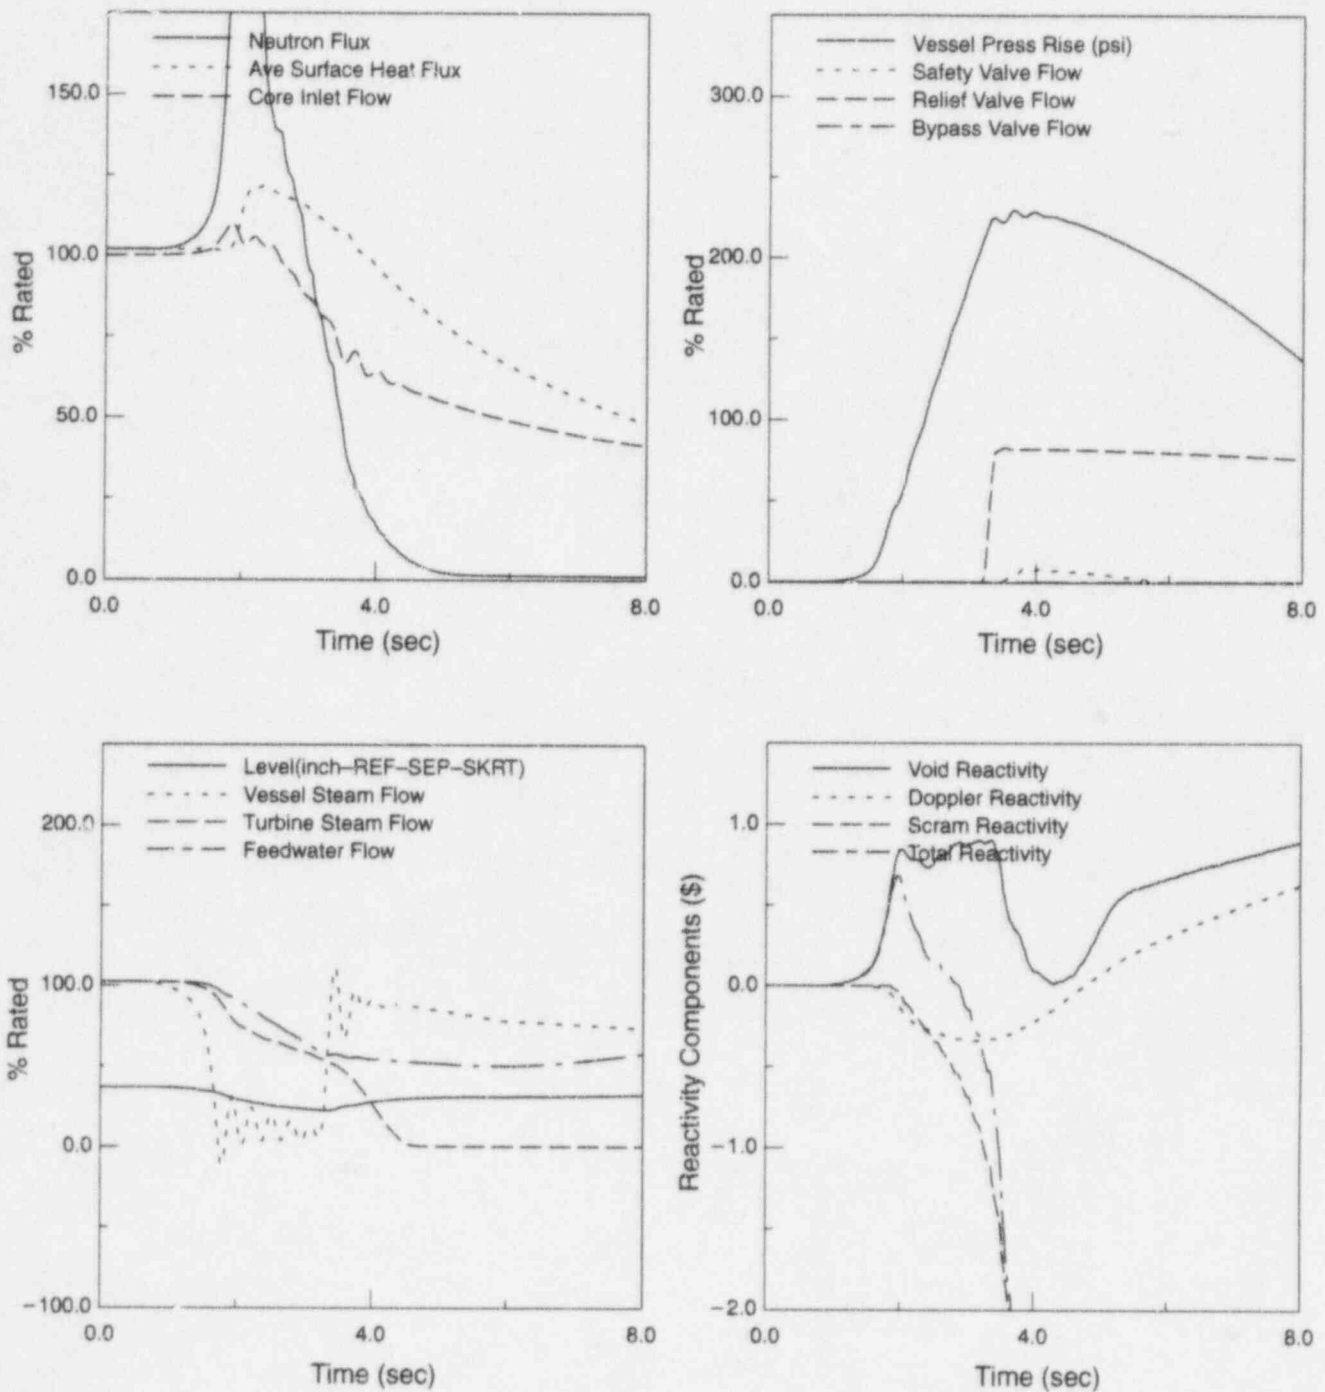 Neutron Flux
Ave Surface Heat Flux
Core Inlet Flow
150.0
100.0
50.0
0.0
% Rated
0.0
4.0
8.0
Time (sec)
Vessel Press Rise (psi)
Safety Valve Flow
Relief Valve Flow
Bypass Valve Flow
300.0
200.0
100.0
0.0
% Rated
0.0
4.0
8.0
Time (sec)
Level(inch-REF-SEP-SKRT)
Vessel Steam Flow
Turbine Steam Flow
Feedwater Flow
200.0
100.0
0.0
-100.0
% Rated
0.0
4.0
8.0
Time (sec)
Void Reactivity
Doppler Reactivity
Scram Reactivity
Total Reactivity
1.0
0.0
-1.0
-2.0
Reactivity Components ($)
0.0
4.0
8.0
Time (sec)